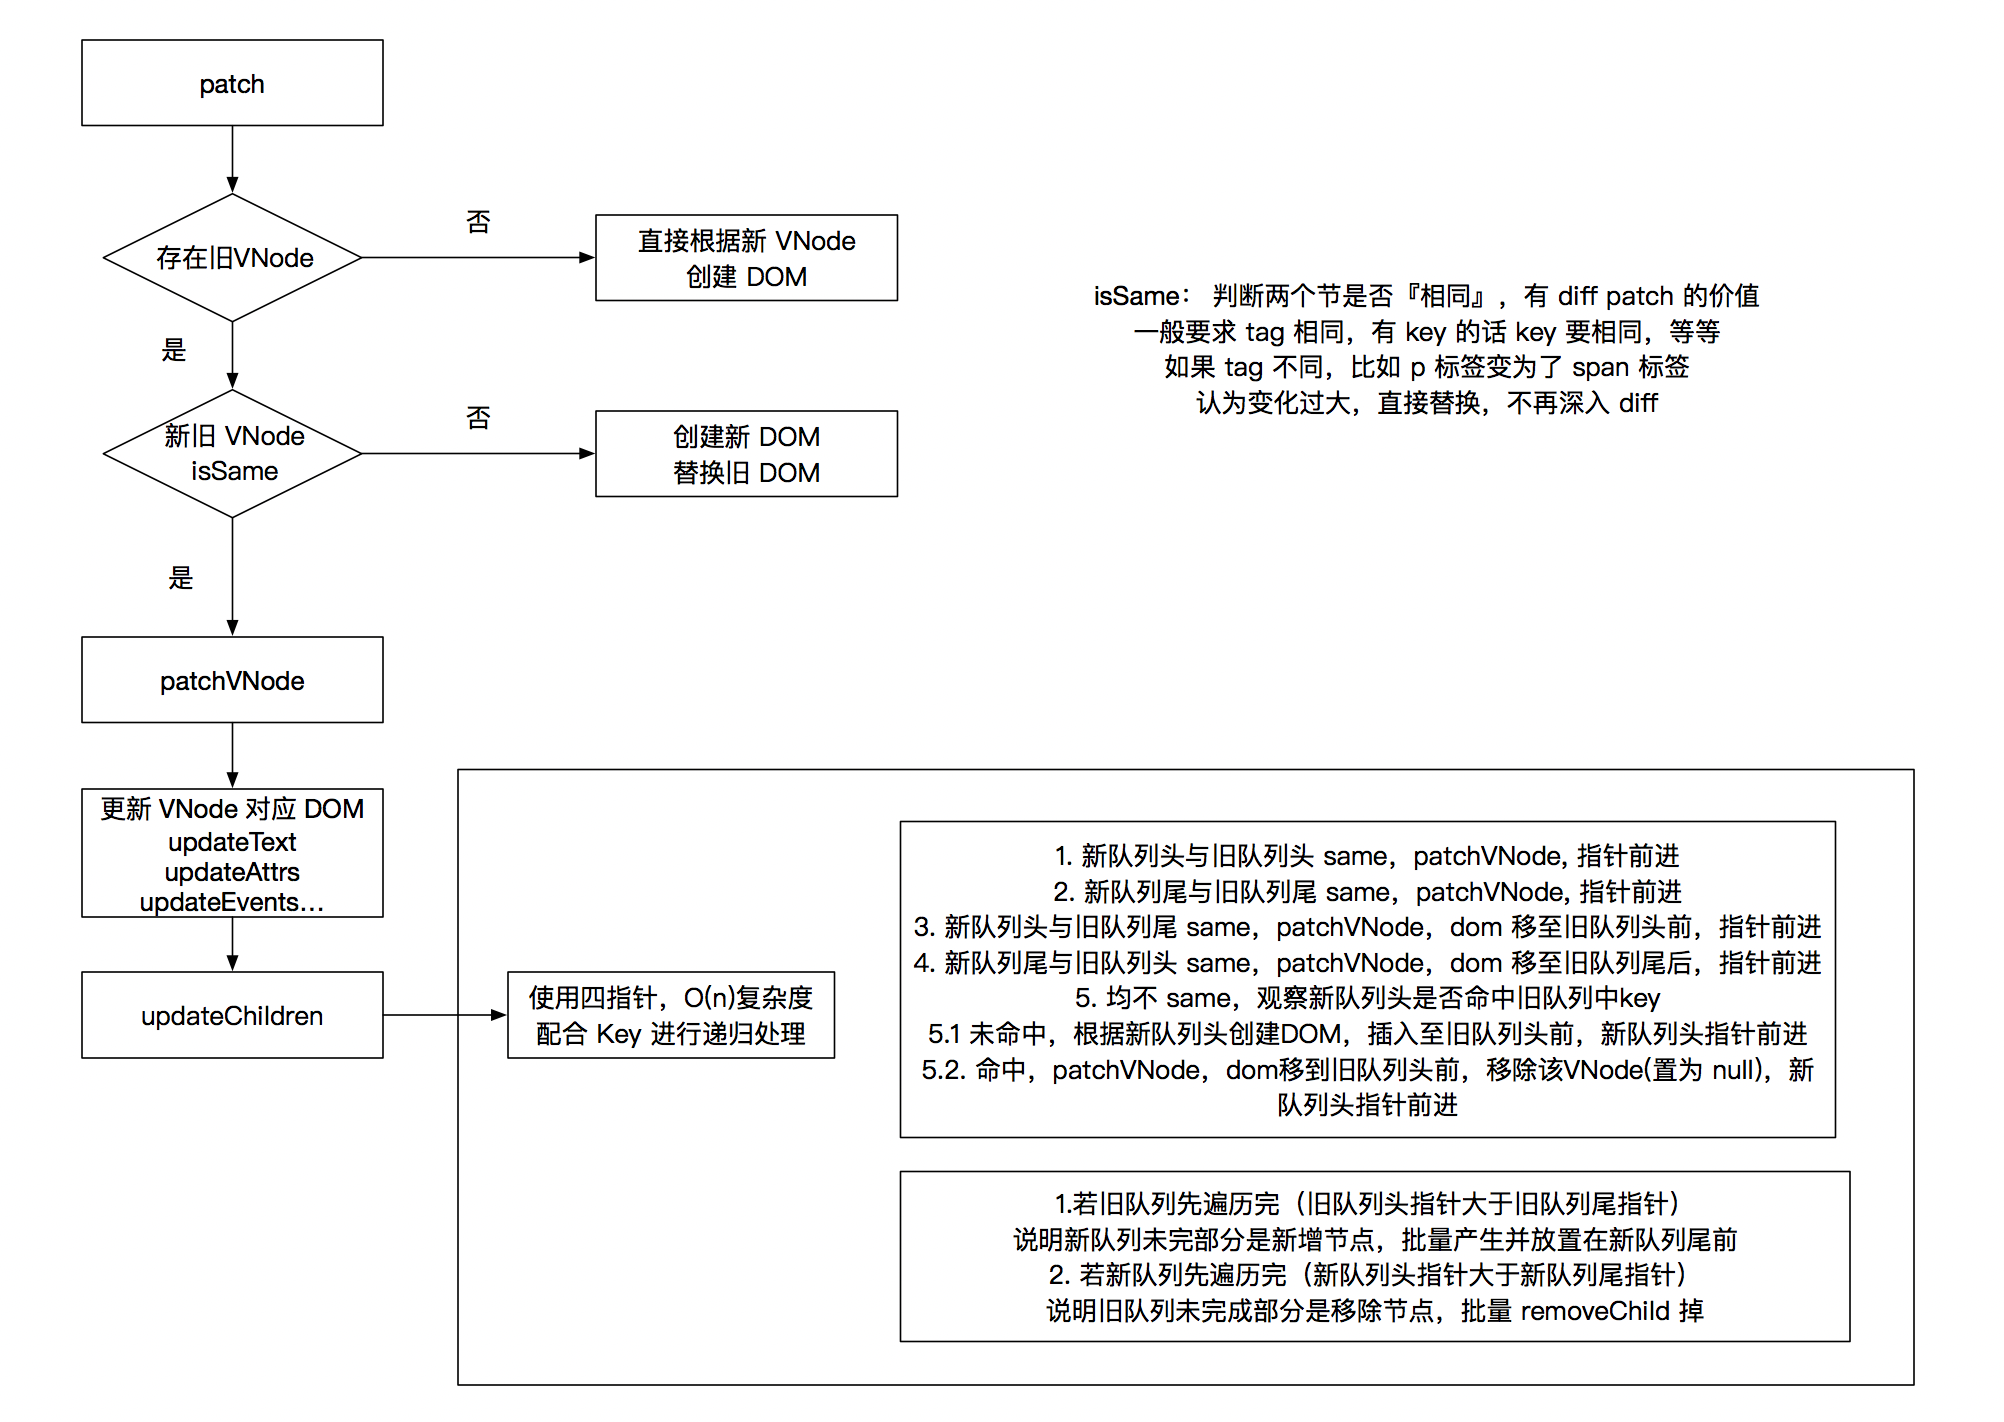 patch
存在旧VNode
否
直接根据新 VNode
创建 DOM
是
新旧 VNode
isSame
否
创建新 DOM
替换旧 DOM
isSame： 判断两个节是否『相同』，有 diff patch 的价值
一般要求 tag 相同，有 key 的话 key 要相同，等等
如果 tag 不同，比如 p 标签变为了 span 标签
认为变化过大，直接替换，不再深入 diff
是
patchVNode
更新 VNode 对应 DOM
updateText
updateAttrs
updateEvents...
updateChildren
使用四指针，O(n)复杂度
配合 Key 进行递归处理
1. 新队列头与旧队列头 same，patchVNode, 指针前进
2. 新队列尾与旧队列尾 same，patchVNode, 指针前进
3. 新队列头与旧队列尾 same，patchVNode，dom 移至旧队列头前，指针前进
4. 新队列尾与旧队列头 same，patchVNode，dom 移至旧队列尾后，指针前进
5. 均不 same，观察新队列头是否命中旧队列中key
5.1 未命中，根据新队列头创建DOM，插入至旧队列头前，新队列头指针前进
5.2. 命中，patchVNode，dom移到旧队列头前，移除该VNode(置为 null)，新
队列头指针前进
1.若旧队列先遍历完（旧队列头指针大于旧队列尾指针）
说明新队列未完部分是新增节点，批量产生并放置在新队列尾前
2. 若新队列先遍历完（新队列头指针大于新队列尾指针）
说明旧队列未完成部分是移除节点，批量 removeChild 掉